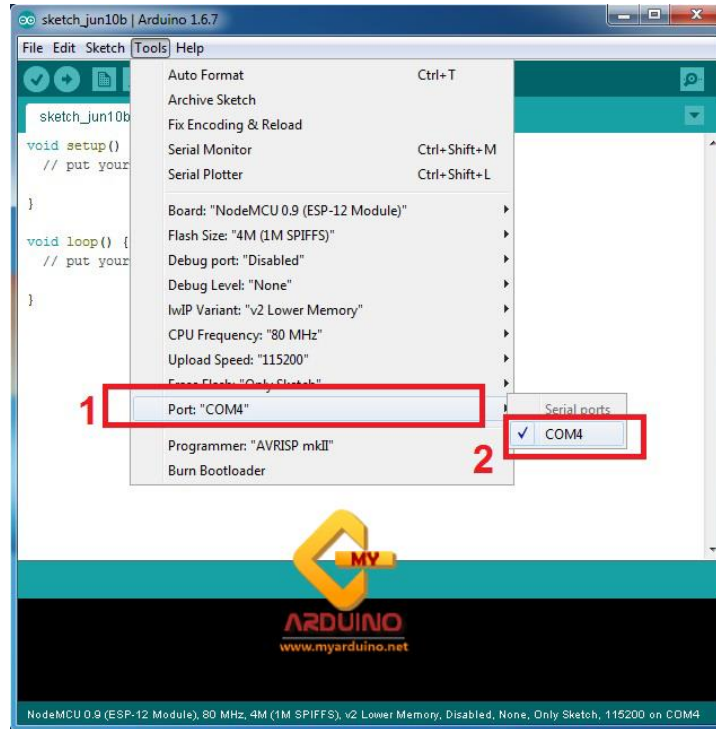 sketch_jun10b | Arduino 1.6.7
File Edit Sketch Tools Help
sketch_jun10b
void setup()
// put your
}
void loop() {
// put your
}
Auto Format Ctrl+T
Archive Sketch
Fix Encoding & Reload
Serial Monitor Ctrl+Shift+M
Serial Plotter Ctrl+Shift+L
Board: "NodeMCU 0.9 (ESP-12 Module)"
Flash Size: "4M (1M SPIFFS)"
Debug port: "Disabled"
Debug Level: "None"
lwIP Variant: "v2 Lower Memory"
CPU Frequency: "80 MHz"
Upload Speed: "115200"
Erase Flash: "Only Sketch"
1 Port: "COM4"
Serial ports
2 COM4
Programmer: "AVRISP mkII"
Burn Bootloader
MY
ARDUINO
www.myarduino.net
NodeMCU 0.9 (ESP-12 Module), 80 MHz, 4M (1M SPIFFS), v2 Lower Memory, Disabled, None, Only Sketch, 115200 on COM4